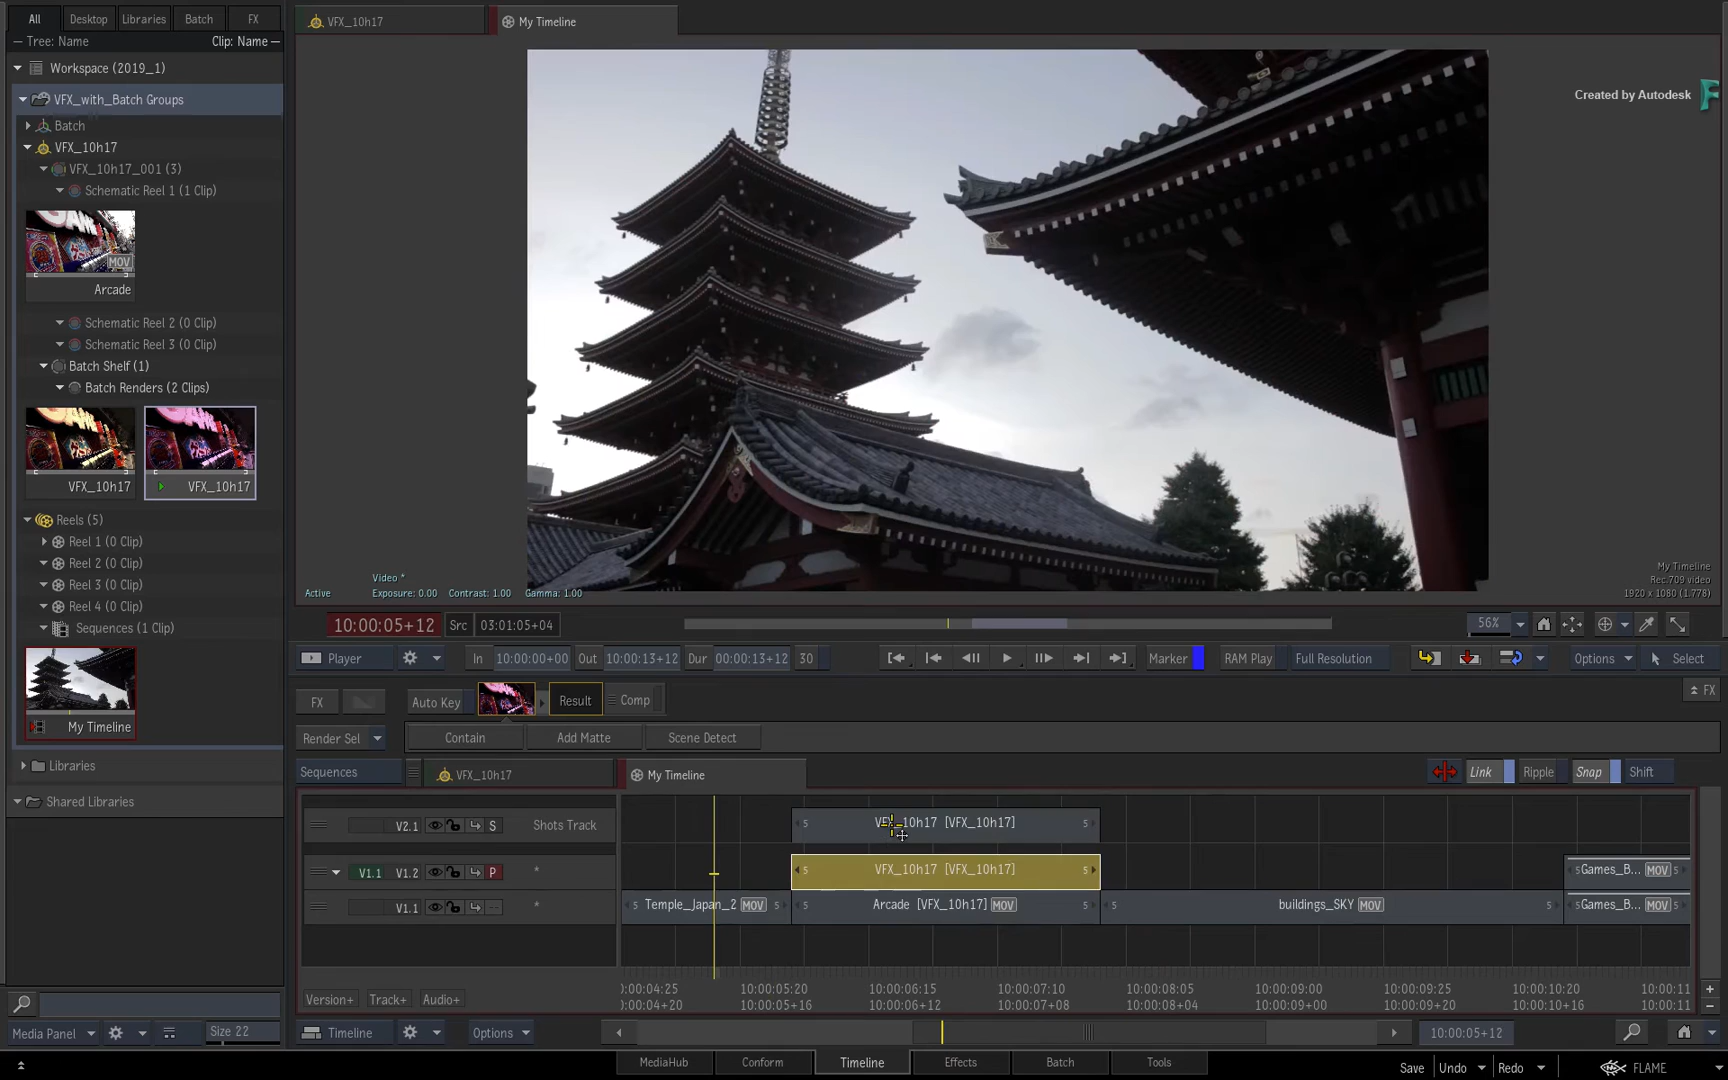 All Desktop Libraries Batch FX
Tree: Name Clip: Name
Workspace (2019_1)
VFX_with_Batch Groups
Batch
VFX_10h17
VFX_10h17_001 (3)
Schematic Reel 1 (1 Clip)
MOV
Arcade
Schematic Reel 2 (0 Clip)
Schematic Reel 3 (0 Clip)
Batch Shelf (1)
Batch Renders (2 Clips)
VFX_10h17 VFX_10h17
Reels (5)
Reel 1 (0 Clip)
Reel 2 (0 Clip)
Reel 3 (0 Clip)
Reel 4 (0 Clip)
Sequences (1 Clip)
My Timeline
Libraries
Shared Libraries
Media Panel Size 22
VFX_10h17 My Timeline
Created by Autodesk
Video *
Active Exposure: 0.00 Contrast: 1.00 Gamma: 1.00
My Timeline
Rec.709 video
1920 x 1080 (1.778)
10:00:05+12 Src 03:01:05+04 56%
Player In 10:00:00+00 Out 10:00:13+12 Dur 00:00:13+12 30 Marker RAM Play Full Resolution Options Select
FX Auto Key Result Comp FX
Render Sel Contain Add Matte Scene Detect
Sequences VFX_10h17 My Timeline Link Ripple Snap Shift
V2.1 S Shots Track S VFX_10h17 [VFX_10h17] S
V1.1 V1.2 P * S VFX_10h17 [VFX_10h17] S S Games_B... MOV S
V1.1 * S Temple_Japan_2 MOV S S Arcade [VFX_10h17] MOV S S buildings_SKY MOV S S Games_B... MOV S
Version+ Track+ Audio+
0:00:04:25 10:00:05:20 10:00:06:15 10:00:07:10 10:00:08:05 10:00:09:00 10:00:09:25 10:00:10:20 10:00:11
0:00:04+20 10:00:05+16 10:00:06+12 10:00:07+08 10:00:08+04 10:00:09+00 10:00:09+20 10:00:10+16 10:00:11
Timeline Options 10:00:05+12
MediaHub Conform Timeline Effects Batch Tools
Save Undo Redo FLAME